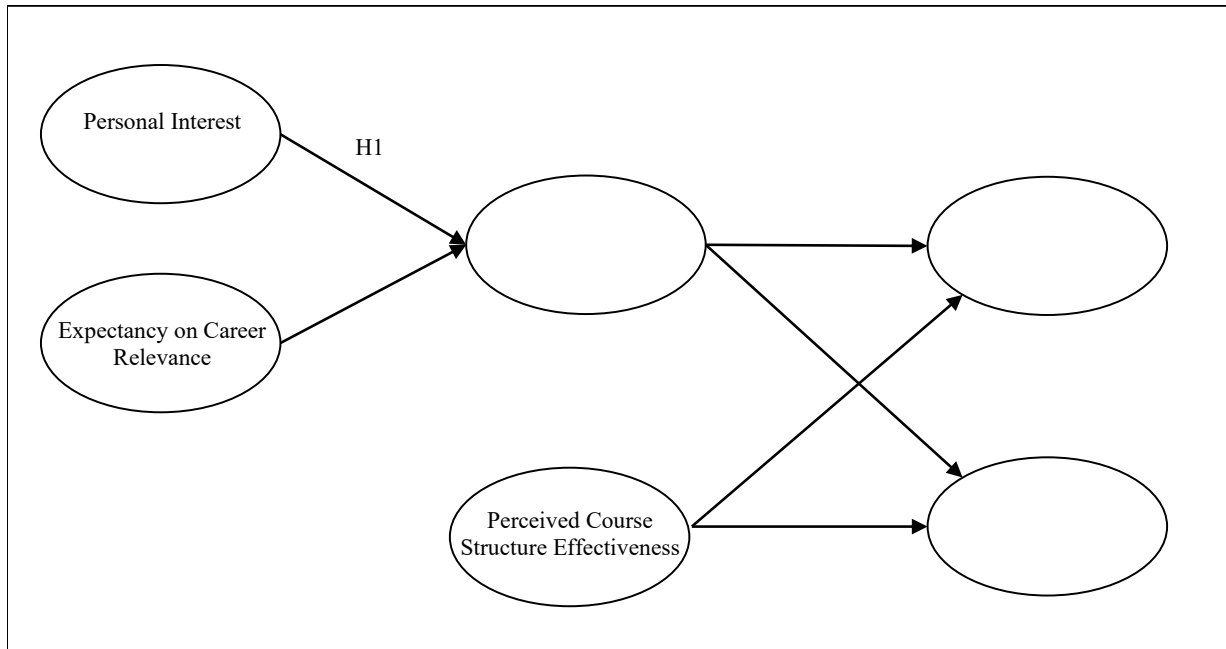 Personal Interest
H1
Expectancy on Career
Relevance
Perceived Course
Structure Effectiveness